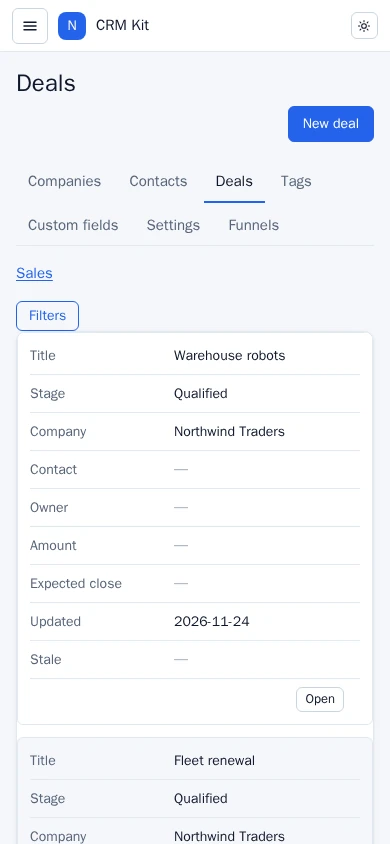 N CRM Kit
Deals
New deal
Companies Contacts Deals Tags
Custom fields Settings Funnels
Sales
Filters
Title Warehouse robots
Stage Qualified
Company Northwind Traders
Contact —
Owner —
Amount —
Expected close —
Updated 2026-11-24
Stale —
Open
Title Fleet renewal
Stage Qualified
Company Northwind Traders